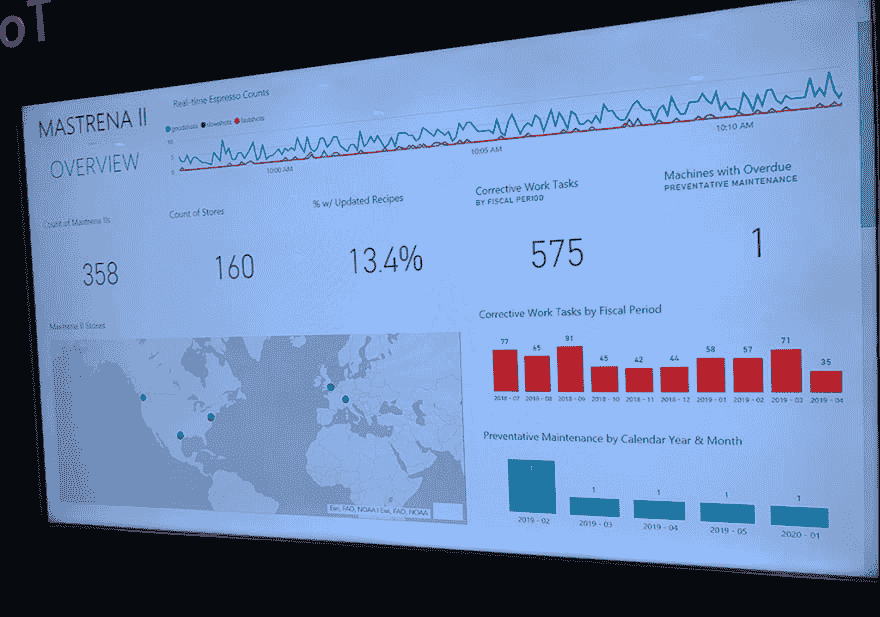 oT
MASTRENA II
OVERVIEW
Real-time Espresso Counts
goodshots slowshots fastshots
10
5
0
10:00 AM
10:05 AM
10:10 AM
Count of Mastrena IIs
358
Count of Stores
160
% w/ Updated Recipes
13.4%
Corrective Work Tasks
BY FISCAL PERIOD
575
Machines with Overdue
PREVENTATIVE MAINTENANCE
1
Mastrena II Stores
Esri, FAO, NOAA | Esri, FAO, NOAA
Corrective Work Tasks by Fiscal Period
77 65 91 45 42 44 58 57 71 35
2018 - 07 2018 - 08 2018 - 09 2018 - 10 2018 - 11 2018 - 12 2019 - 01 2019 - 02 2019 - 03 2019 - 04
Preventative Maintenance by Calendar Year & Month
1 1 1 1
2019 - 02 2019 - 03 2019 - 04 2019 - 05 2020 - 01